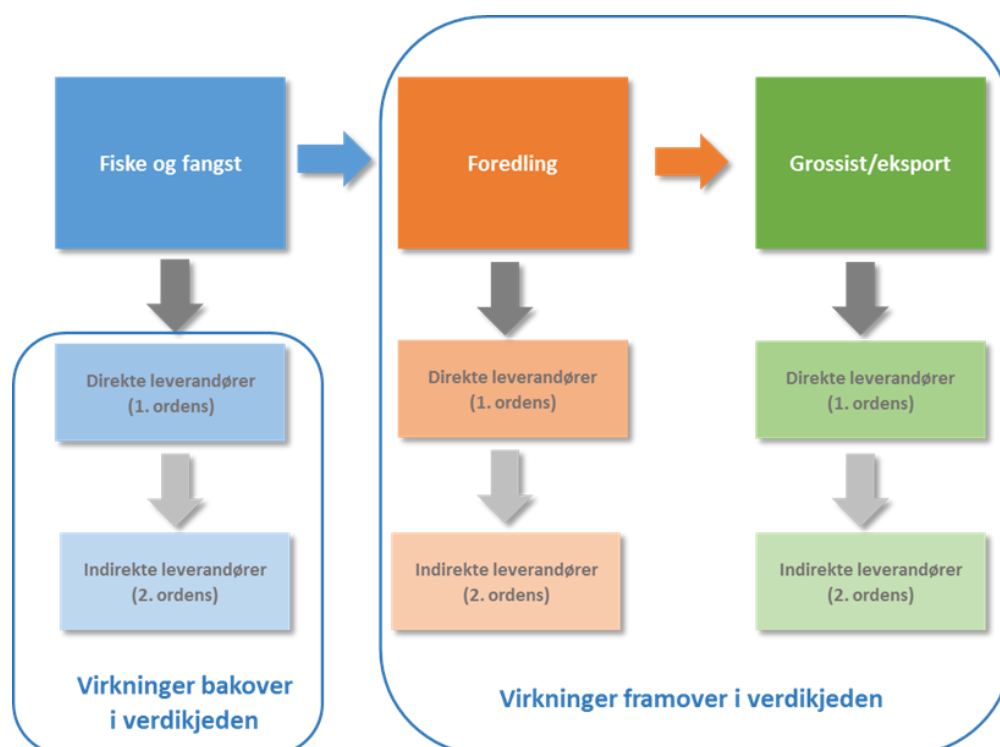 Fiske og fangst
Foredling
Grossist/eksport
Direkte leverandører
(1. ordens)
Direkte leverandører
(1. ordens)
Direkte leverandører
(1. ordens)
Indirekte leverandører
(2. ordens)
Indirekte leverandører
(2. ordens)
Indirekte leverandører
(2. ordens)
Virkninger bakover
i verdikjeden
Virkninger framover i verdikjeden